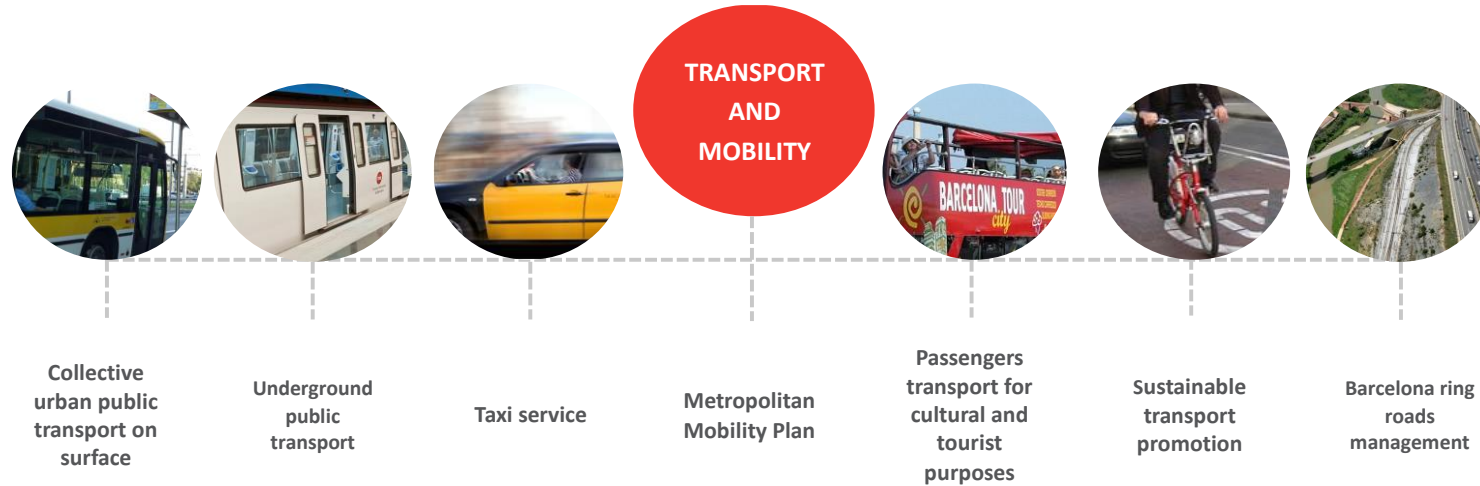 TRANSPORT
AND
MOBILITY
BARCELONA TOUR
city
Collective
urban public
transport on
surface
Underground
public
transport
Taxi service
Metropolitan
Mobility Plan
Passengers
transport for
cultural and
tourist
purposes
Sustainable
transport
promotion
Barcelona ring
roads
management